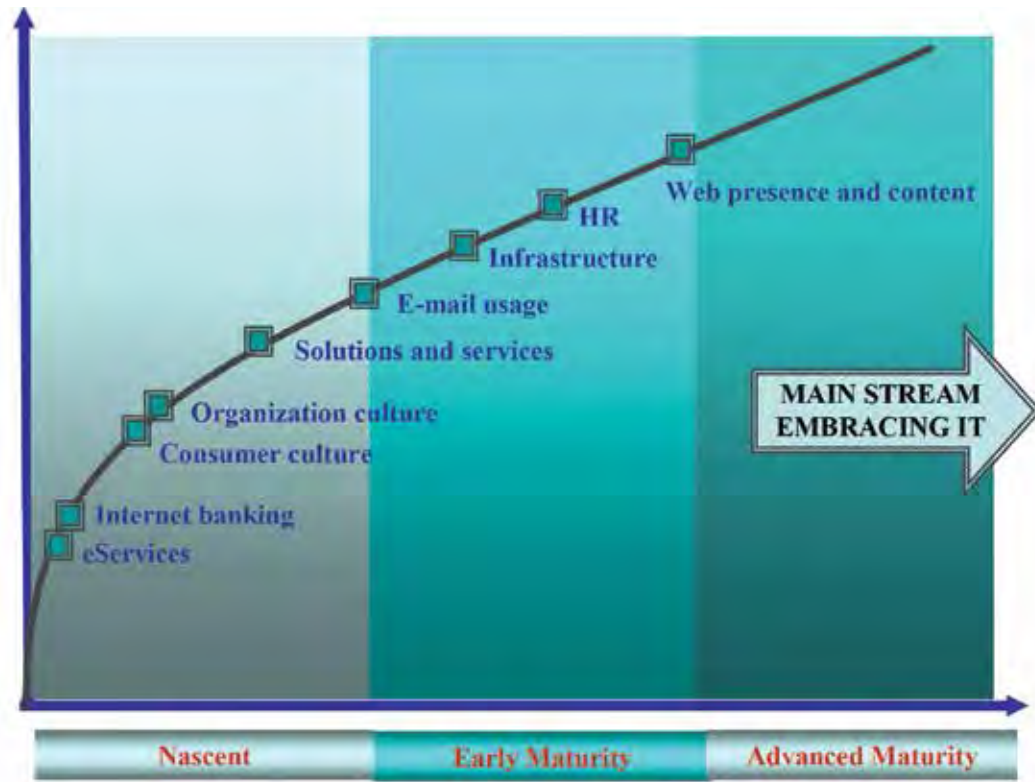 Web presence and content
HR
Infrastructure
E-mail usage
Solutions and services
MAIN STREAM
EMBRACING IT
Organization culture
Consumer culture
Internet banking
eServices
Nascent
Early Maturity
Advanced Maturity